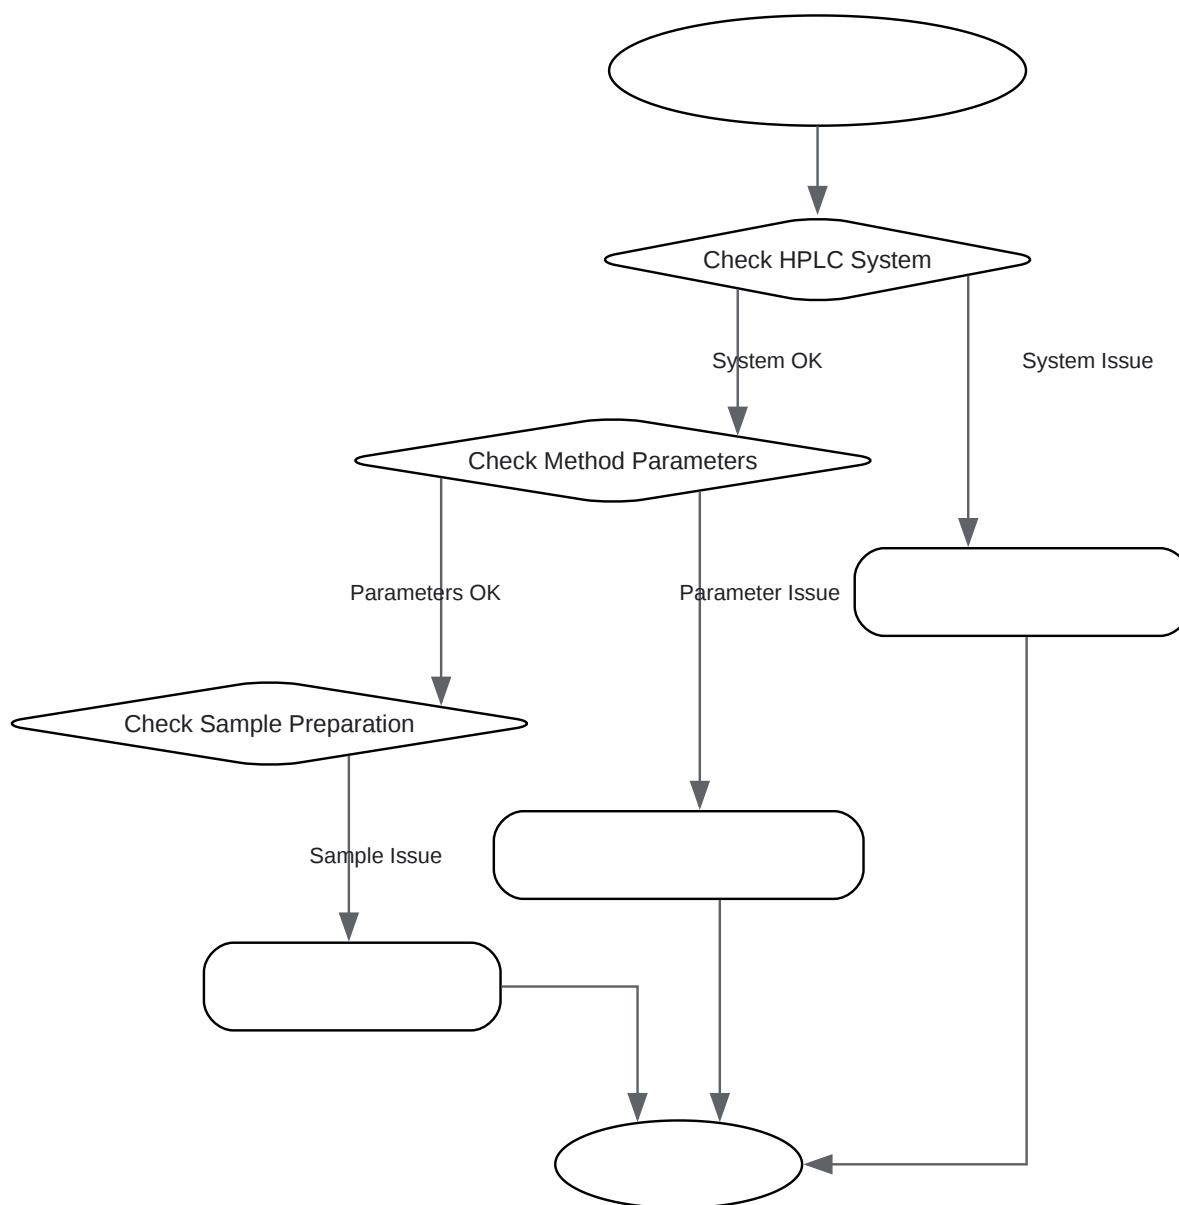 Check HPLC System
System OK
System Issue
Check Method Parameters
Parameters OK
Parameter Issue
Check Sample Preparation
Sample Issue